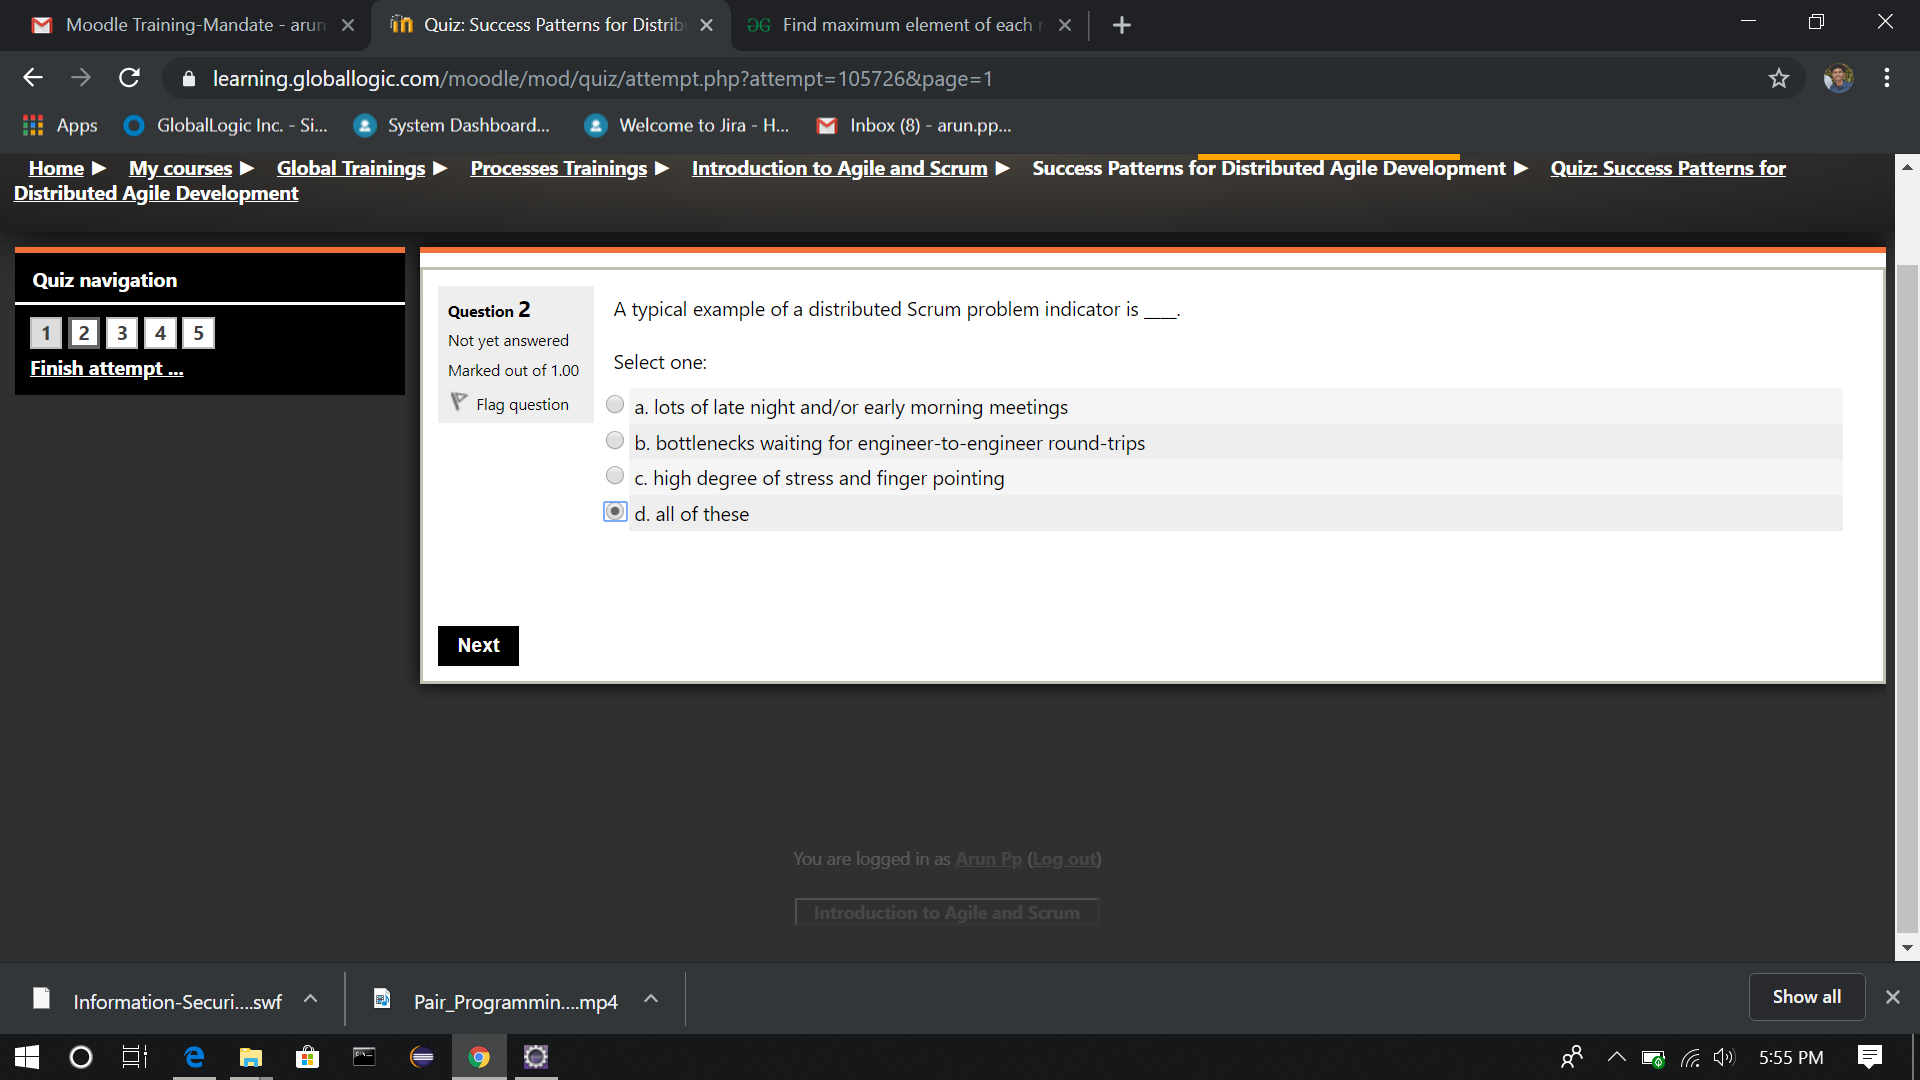 Moodle Training-Mandate - arun
Quiz: Success Patterns for Distrib
Find maximum element of each r
learning.globallogic.com/moodle/mod/quiz/attempt.php?attempt=105726&page=1
Apps
GlobalLogic Inc. - Si...
System Dashboard...
Welcome to Jira - H...
Inbox (8) - arun.pp...
Home ► My courses ► Global Trainings ► Processes Trainings ► Introduction to Agile and Scrum ► Success Patterns for Distributed Agile Development ► Quiz: Success Patterns for
Distributed Agile Development
Quiz navigation
1 2 3 4 5
Finish attempt ...
Question 2
Not yet answered
Marked out of 1.00
Flag question
A typical example of a distributed Scrum problem indicator is ____.
Select one:
a. lots of late night and/or early morning meetings
b. bottlenecks waiting for engineer-to-engineer round-trips
c. high degree of stress and finger pointing
d. all of these
Next
You are logged in as Arun Pp (Log out)
Introduction to Agile and Scrum
Information-Securi....swf
Pair_Programmin....mp4
Show all
5:55 PM